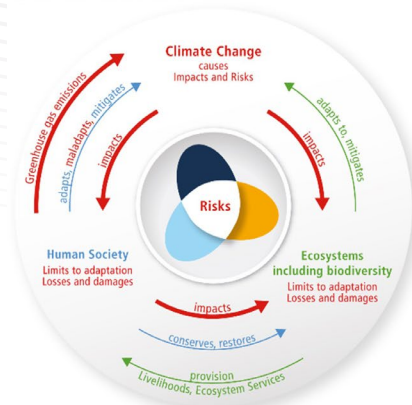 Climate Change
causes
Impacts and Risks
Greenhouse gas emissions
adapts, maladapts, mitigates
impacts
impacts
adapts to, mitigates
Risks
Human Society
Limits to adaptation
Losses and damages
Ecosystems
including biodiversity
Limits to adaptation
Losses and damages
impacts
conserves, restores
provision
Livelihoods, Ecosystem Services